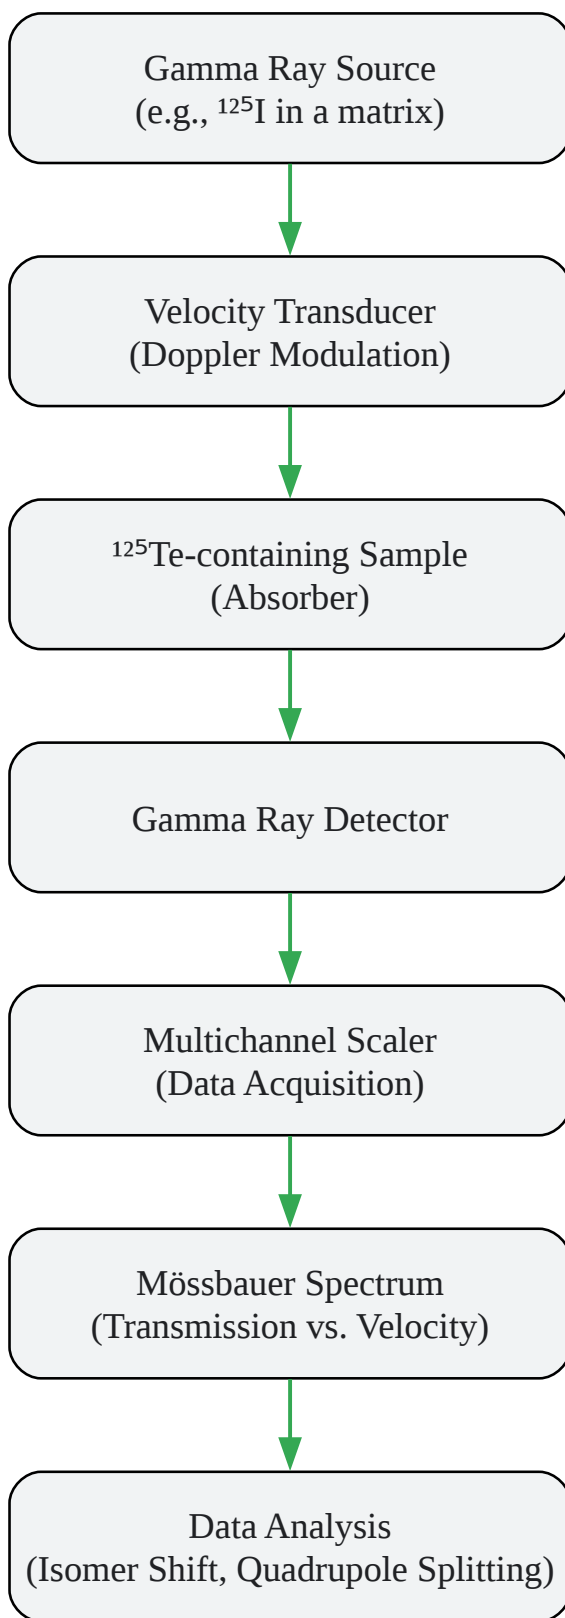 Gamma Ray Source
(e.g., ¹²⁵I in a matrix)
Velocity Transducer
(Doppler Modulation)
¹²⁵Te-containing Sample
(Absorber)
Gamma Ray Detector
Multichannel Scaler
(Data Acquisition)
Mössbauer Spectrum
(Transmission vs. Velocity)
Data Analysis
(Isomer Shift, Quadrupole Splitting)